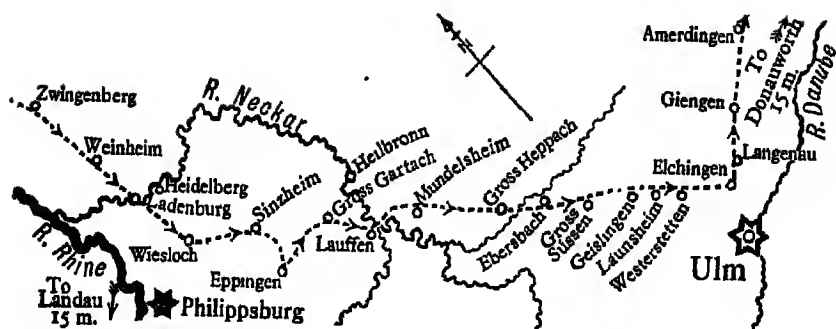 Zwingenberg
Weinheim
Heidelberg
Ladenburg
Wiesloch
Sinzheim
Eppingen
R. Neckar
Heilbronn
Gross Gartach
Lauffen
Mundelsheim
Gross Heppach
Ebersbach
Gross
Süssen
Geislingen
Launsheim
Westerstetten
Elchingen
Langenau
Giengen
Amerdingen
To
Donauworth
15 m.
R. Danube
Ulm
R. Rhine
To
Landau
15 m.
Philippsburg
N